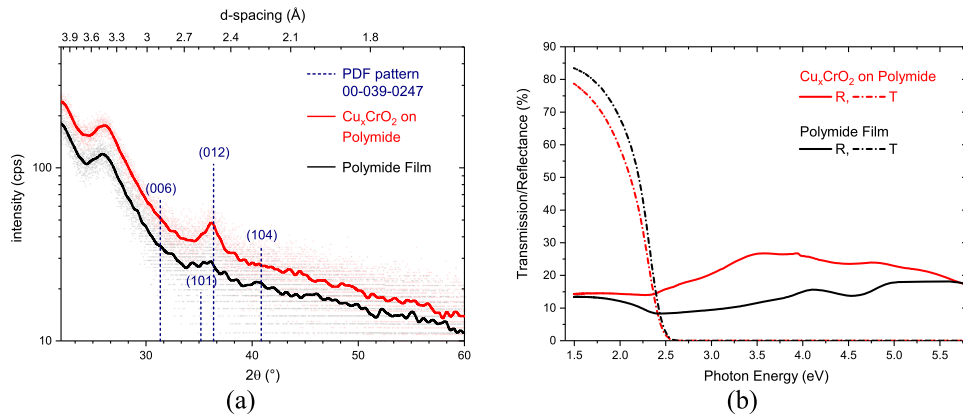 d-spacing (Å)
3.9 3.6 3.3 3 2.7 2.4 2.1 1.8
PDF pattern
00-039-0247
CuxCrO2 on
Polymide
Polymide Film
(006)
(012)
(104)
(101)
100
10
intensity (cps)
30 40 50 60
2θ (°)
(a)
90
80
70
60
50
40
30
20
10
0
Transmission/Reflectance (%)
CuxCrO2 on Polymide
R, T
Polymide Film
R, T
1.5 2.0 2.5 3.0 3.5 4.0 4.5 5.0 5.5
Photon Energy (eV)
(b)